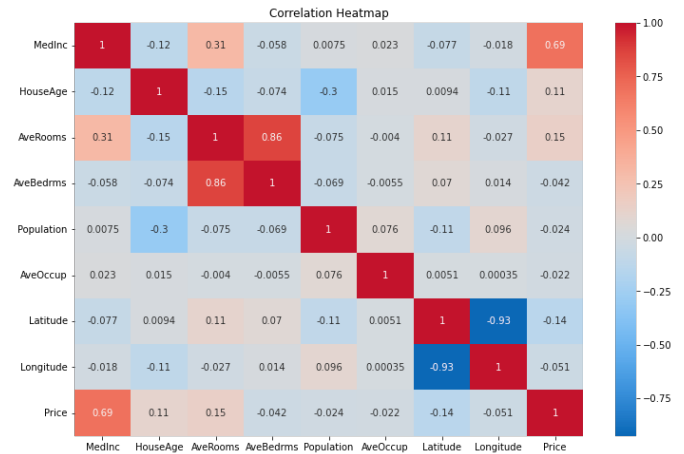 Correlation Heatmap
MedInc 1 -0.12 0.31 -0.058 0.0075 0.023 -0.077 -0.018 0.69
HouseAge -0.12 1 -0.15 -0.074 -0.3 0.015 0.0094 -0.11 0.11
AveRooms 0.31 -0.15 1 0.86 -0.075 -0.004 0.11 -0.027 0.15
AveBedrms -0.058 -0.074 0.86 1 -0.069 -0.0055 0.07 0.014 -0.042
Population 0.0075 -0.3 -0.075 -0.069 1 0.076 -0.11 0.096 -0.024
AveOccup 0.023 0.015 -0.004 -0.0055 0.076 1 0.0051 0.00035 -0.022
Latitude -0.077 0.0094 0.11 0.07 -0.11 0.0051 1 -0.93 -0.14
Longitude -0.018 -0.11 -0.027 0.014 0.096 0.00035 -0.93 1 -0.051
Price 0.69 0.11 0.15 -0.042 -0.024 -0.022 -0.14 -0.051 1
MedInc HouseAge AveRooms AveBedrms Population AveOccup Latitude Longitude Price
1.00
0.75
0.50
0.25
0.00
−0.25
−0.50
−0.75